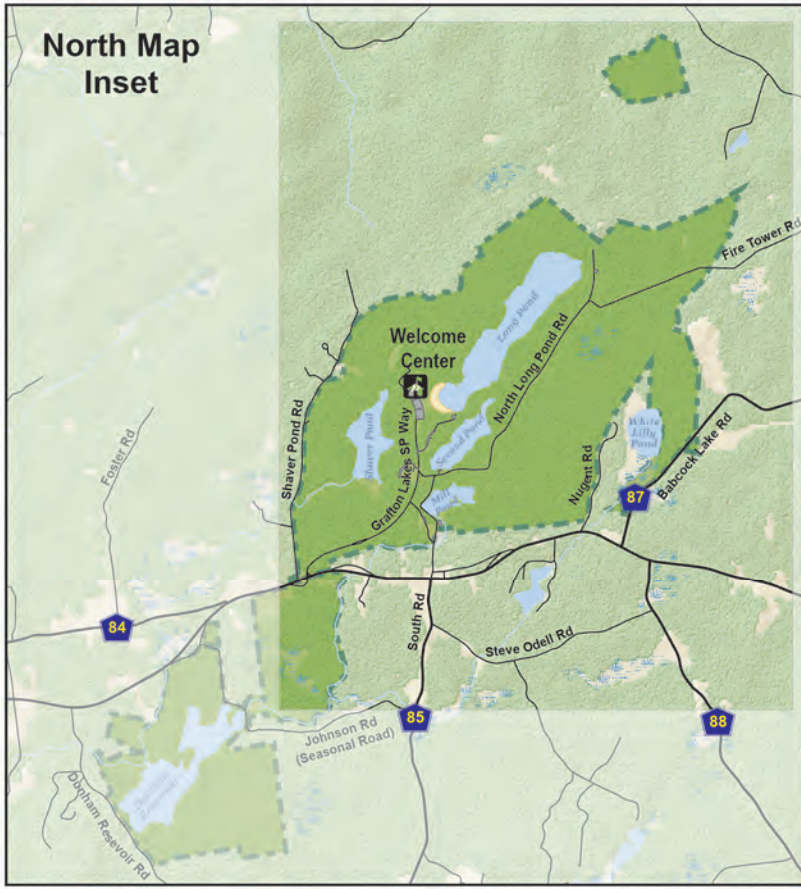 North Map
Inset
Fire Tower Rd
Long Pond
Welcome
Center
North Long Pond Rd
Shaver Pond Rd
Shaver Pond
Grafton Lakes SP Way
Second Pond
White
Lilly
Pond
Babcock Lake Rd
Foster Rd
Nugent Rd
Mill Pond
87
84
South Rd
Steve Odell Rd
85
88
Johnson Rd
(Seasonal Road)
Dunham
Reservoir
Dunham Resevoir Rd